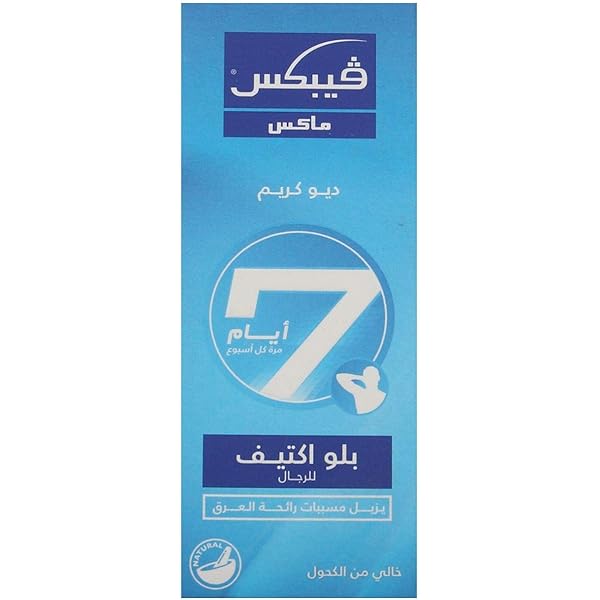 ڤيبكس®
ماكس
ديو كريم
7
أيام
مرة كل أسبوع
بلو اكتيف
للرجال
يزيل مسببات رائحة العرق
NATURAL
خالي من الكحول